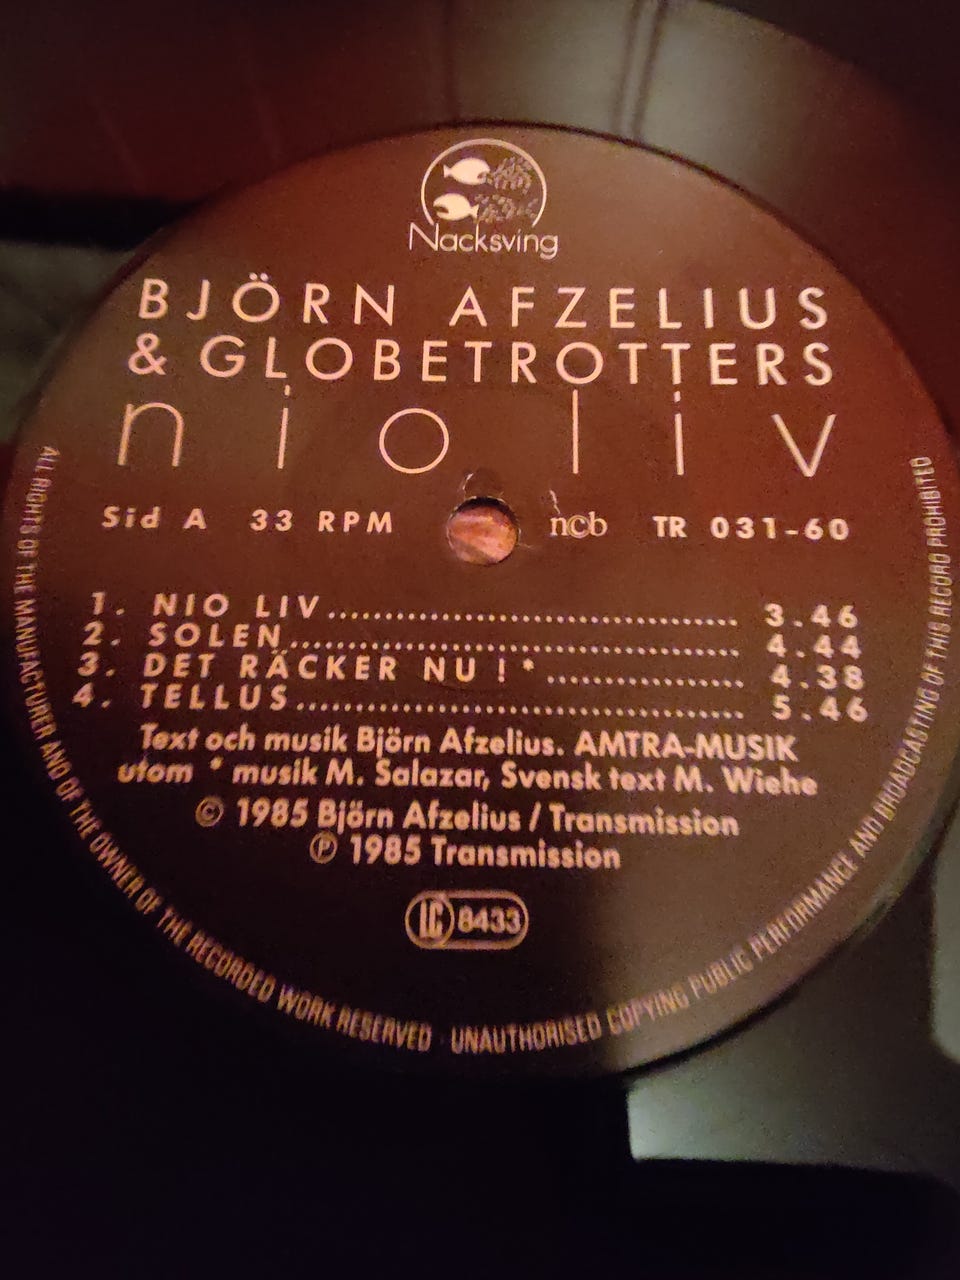 Nacksving
BJÖRN AFZELIUS
& GLOBETROTTERS
nio liv
Sid A 33 RPM ncb TR 031-60
1. NIO LIV........................................ 3.46
2. SOLEN........................................ 4.44
3. DET RÄCKER NU!*.................... 4.38
4. TELLUS........................................ 5.46
Text och musik Björn Afzelius. AMTRA-MUSIK
utom * musik M. Salazar, Svensk text M. Wiehe
© 1985 Björn Afzelius / Transmission
℗ 1985 Transmission
LC 8433
ALL RIGHTS OF THE MANUFACTURER AND OF THE OWNER OF THE RECORDED WORK RESERVED · UNAUTHORISED COPYING PUBLIC PERFORMANCE AND BROADCASTING OF THIS RECORD PROHIBITED